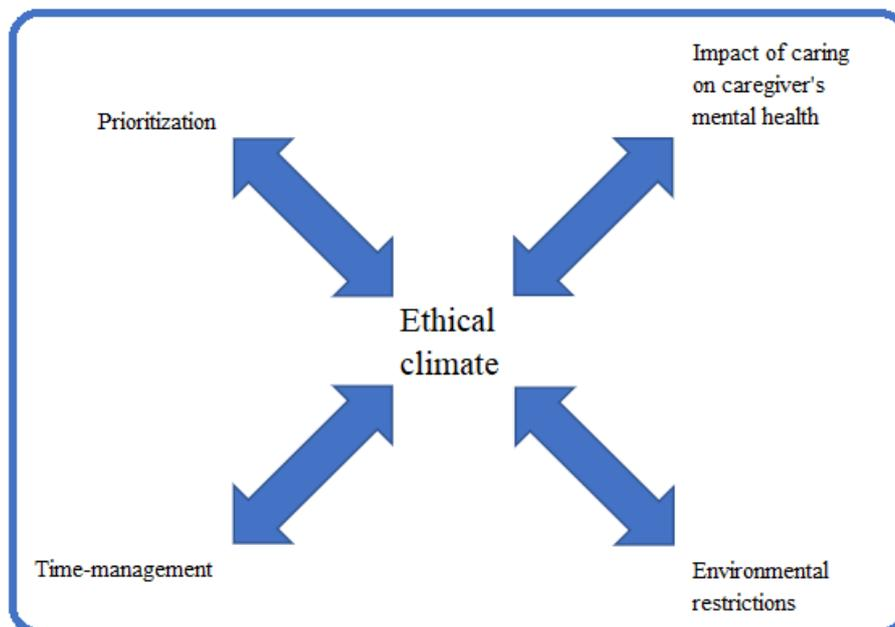 Impact of caring
on caregiver's
mental health
Prioritization
Ethical
climate
Time-management
Environmental
restrictions